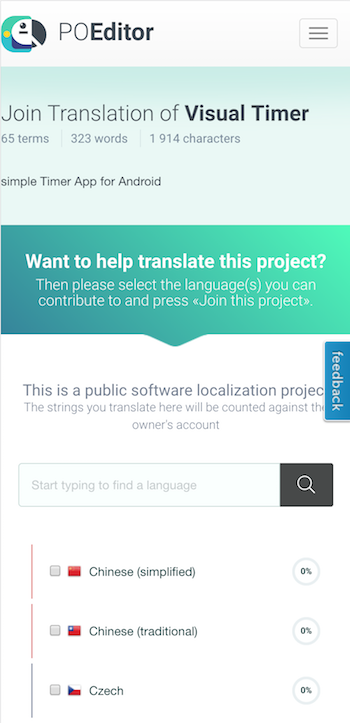 POEditor
Join Translation of Visual Timer
65 terms 323 words 1 914 characters
simple Timer App for Android
Want to help translate this project?
Then please select the language(s) you can
contribute to and press «Join this project».
feedback
This is a public software localization projec
The strings you translate here will be counted against the
owner's account
Start typing to find a language
Chinese (simplified) 0%
Chinese (traditional) 0%
Czech 0%